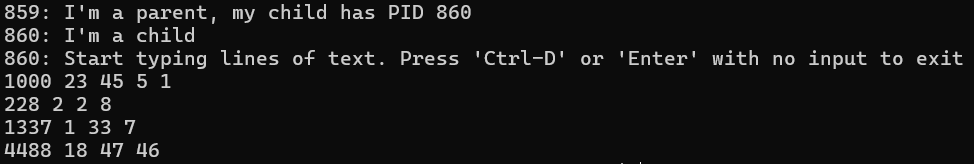 859: I'm a parent, my child has PID 860
860: I'm a child
860: Start typing lines of text. Press 'Ctrl-D' or 'Enter' with no input to exit
1000 23 45 5 1
228 2 2 8
1337 1 33 7
4488 18 47 46